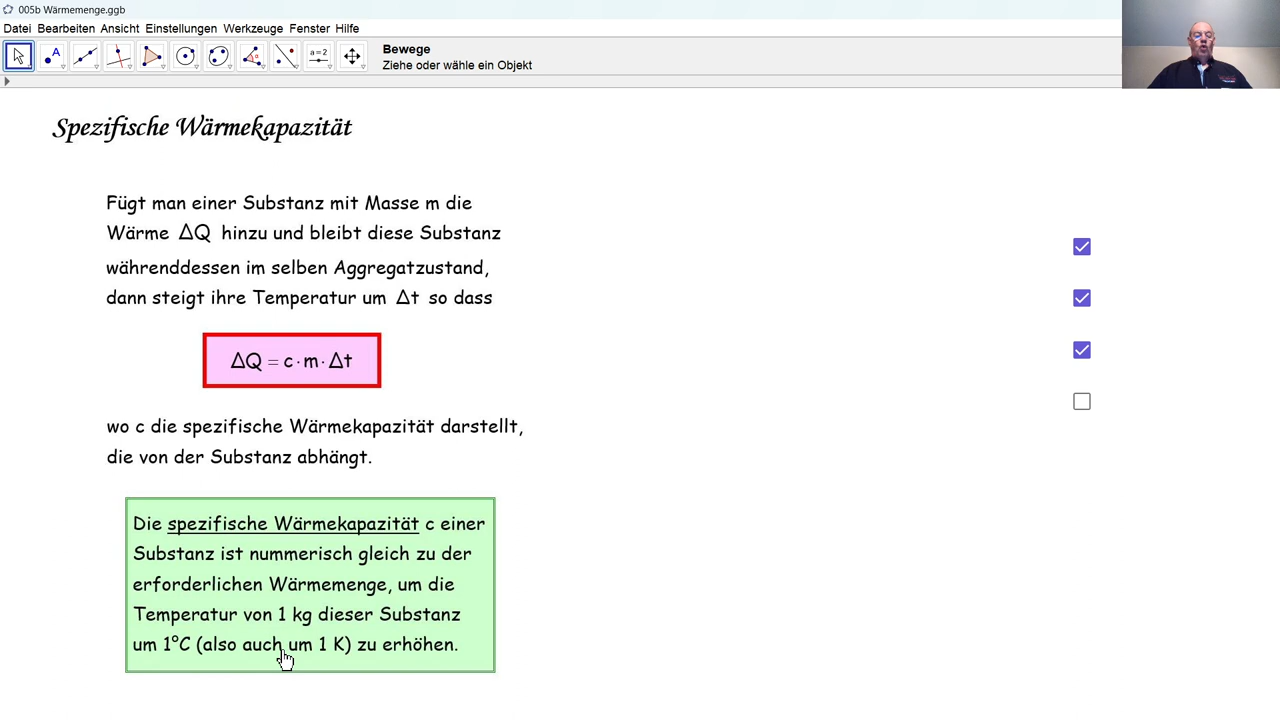 005b Wärmemenge.ggb
Datei Bearbeiten Ansicht Einstellungen Werkzeuge Fenster Hilfe
A
a=2
Bewege
Ziehe oder wähle ein Objekt
Spezifische Wärmekapazität
Fügt man einer Substanz mit Masse m die
Wärme ΔQ hinzu und bleibt diese Substanz
währenddessen im selben Aggregatzustand,
dann steigt ihre Temperatur um Δt so dass
ΔQ = c·m·Δt
wo c die spezifische Wärmekapazität darstellt,
die von der Substanz abhängt.
Die spezifische Wärmekapazität c einer
Substanz ist nummerisch gleich zu der
erforderlichen Wärmemenge, um die
Temperatur von 1 kg dieser Substanz
um 1°C (also auch um 1 K) zu erhöhen.